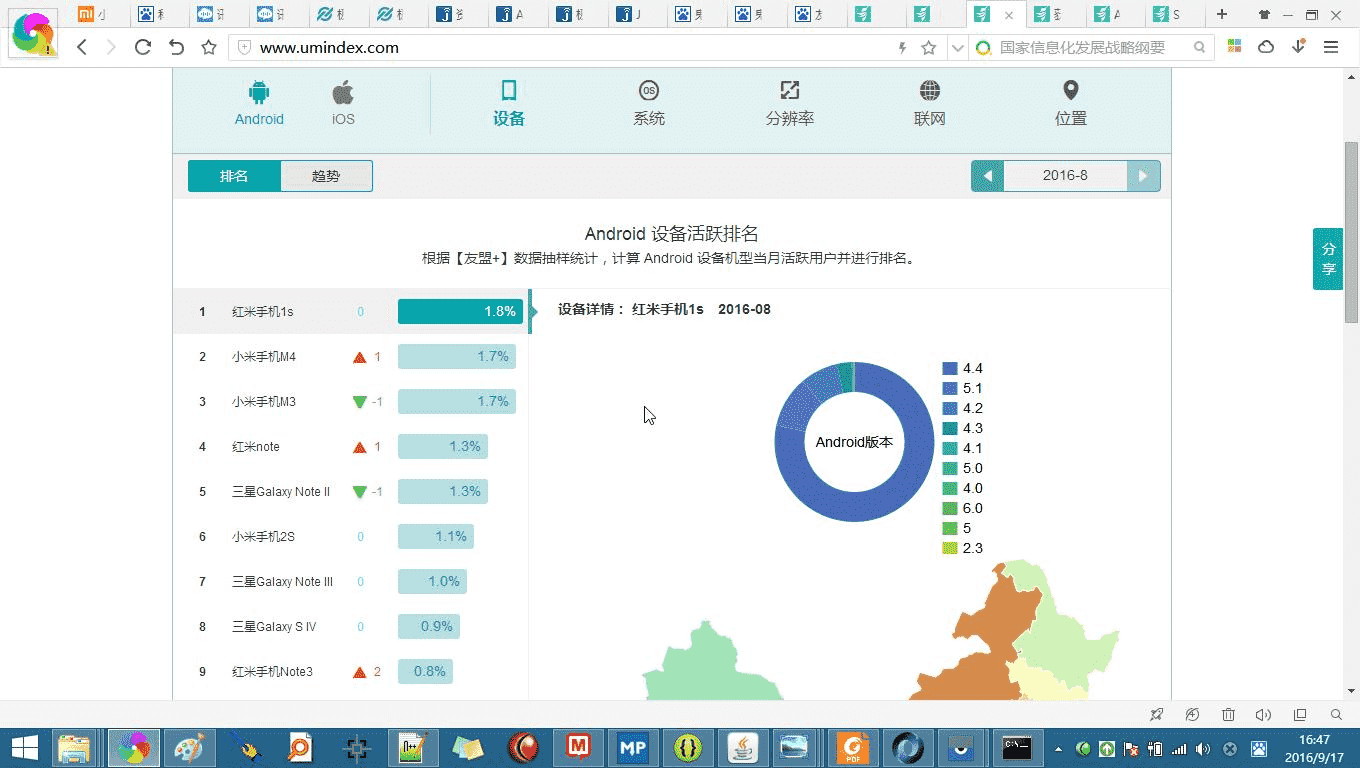 www.umindex.com
国家信息化发展战略纲要
Android
iOS
设备
系统
分辨率
联网
位置
排名
趋势
2016-8
分享
Android 设备活跃排名
根据【友盟+】数据抽样统计，计算 Android 设备机型当月活跃用户并进行排名。
1 红米手机1s 0 1.8%
2 小米手机M4 1 1.7%
3 小米手机M3 -1 1.7%
4 红米note 1 1.3%
5 三星Galaxy Note II -1 1.3%
6 小米手机2S 0 1.1%
7 三星Galaxy Note III 0 1.0%
8 三星Galaxy S IV 0 0.9%
9 红米手机Note3 2 0.8%
设备详情： 红米手机1s 2016-08
Android版本
4.4
5.1
4.2
4.3
4.1
5.0
4.0
6.0
5
2.3
16:47
2016/9/17